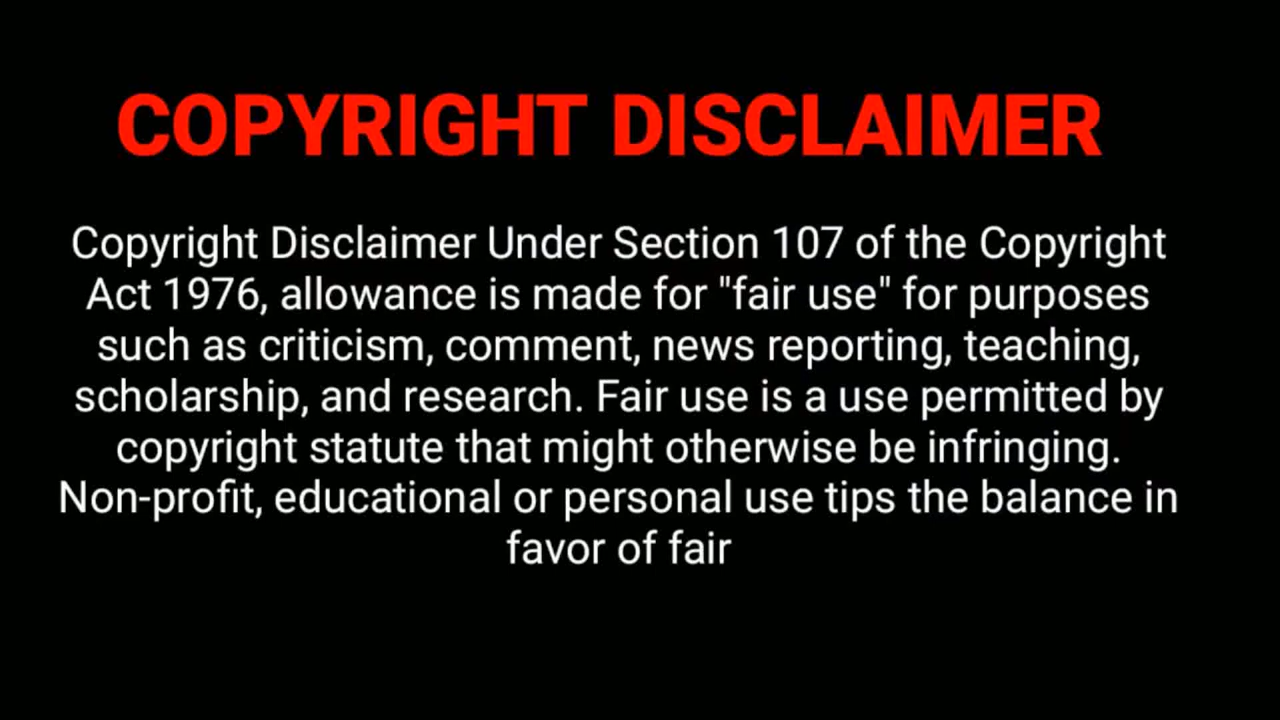 COPYRIGHT DISCLAIMER
Copyright Disclaimer Under Section 107 of the Copyright
Act 1976, allowance is made for "fair use" for purposes
such as criticism, comment, news reporting, teaching,
scholarship, and research. Fair use is a use permitted by
copyright statute that might otherwise be infringing.
Non-profit, educational or personal use tips the balance in
favor of fair